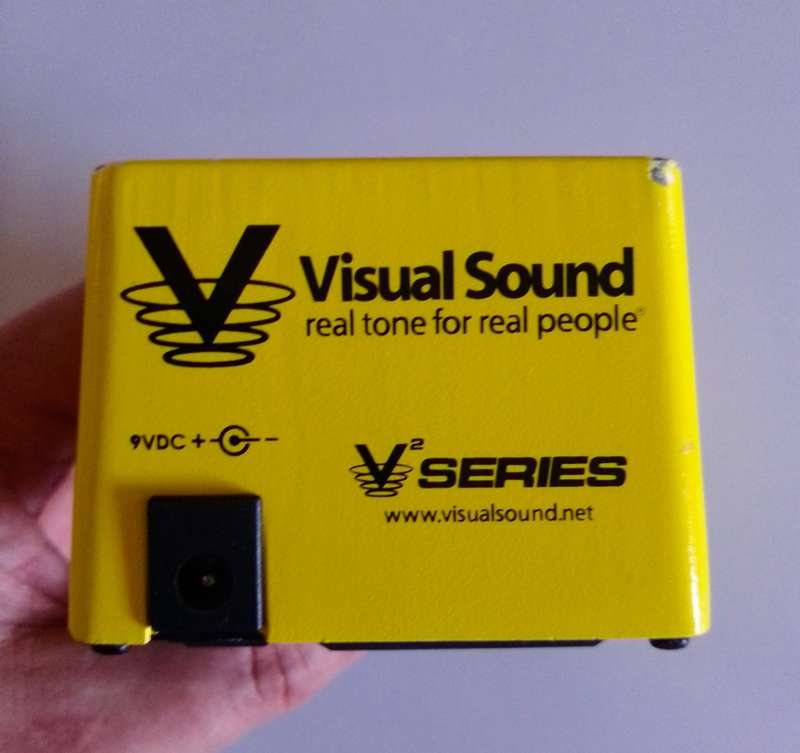 Visual Sound
real tone for real people®
9VDC + -
V² SERIES
www.visualsound.net